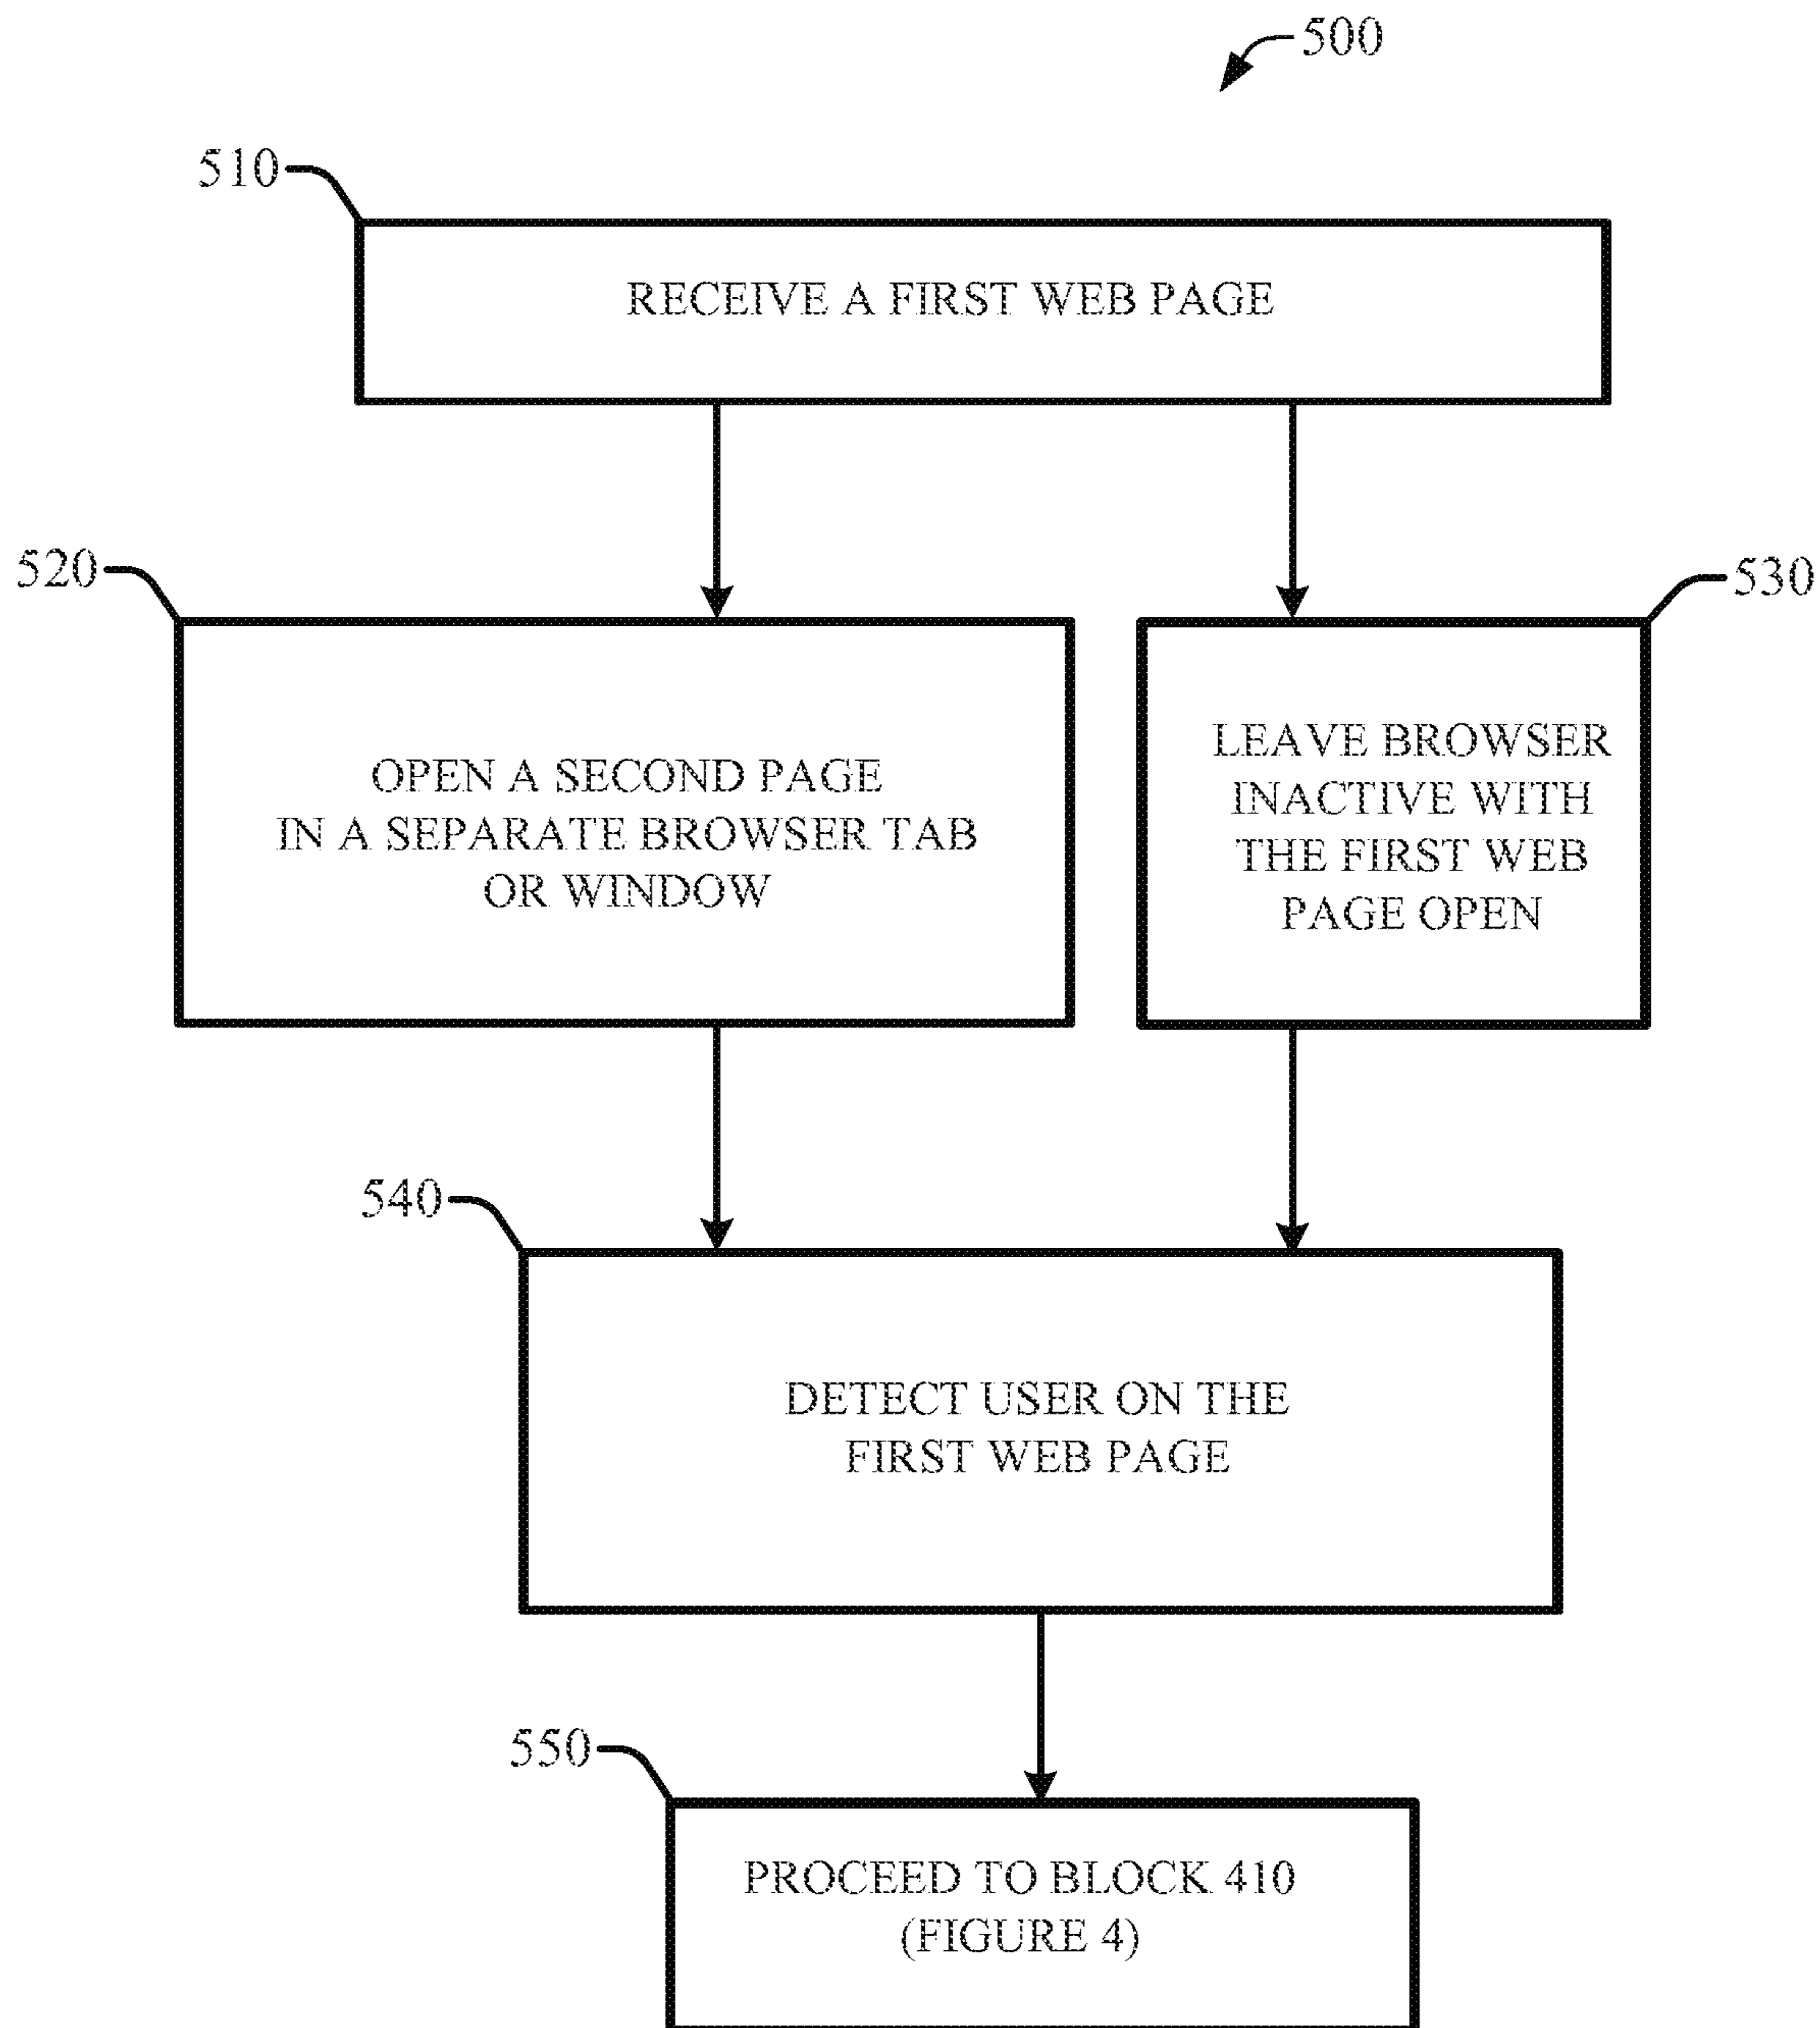 500
510
RECEIVE A FIRST WEB PAGE
520
530
OPEN A SECOND PAGE
IN A SEPARATE BROWSER TAB
OR WINDOW
LEAVE BROWSER
INACTIVE WITH
THE FIRST WEB
PAGE OPEN
540
DETECT USER ON THE
FIRST WEB PAGE
550
PROCEED TO BLOCK 410
(FIGURE 4)